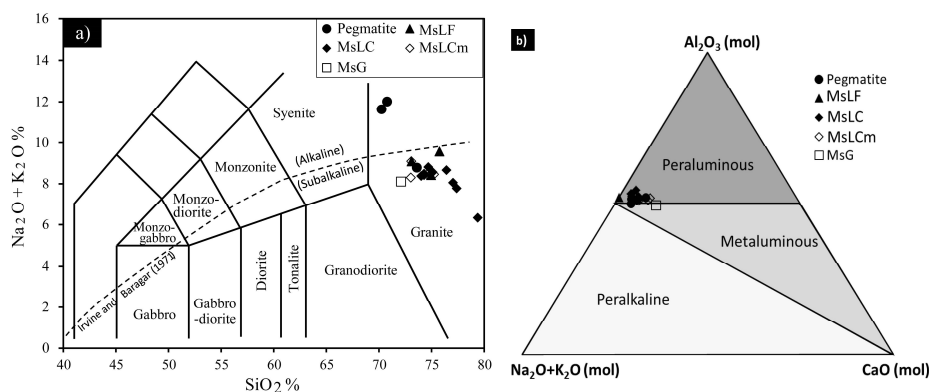 a)
Pegmatite
MsLF
MsLC
MsLCm
MsG
Na2O + K2O %
16
14
12
10
8
6
4
2
0
Syenite
(Alkaline)
(Subalkaline)
Monzonite
Monzo-
diorite
Monzo-
gabbro
Irvine and Baragar (1971)
Gabbro
Gabbro
-diorite
Diorite
Tonalite
Granodiorite
Granite
40
45
50
55
60
65
70
75
80
SiO2 %
b)
Al2O3 (mol)
Pegmatite
MsLF
MsLC
MsLCm
MsG
Peraluminous
Metaluminous
Peralkaline
Na2O+K2O (mol)
CaO (mol)